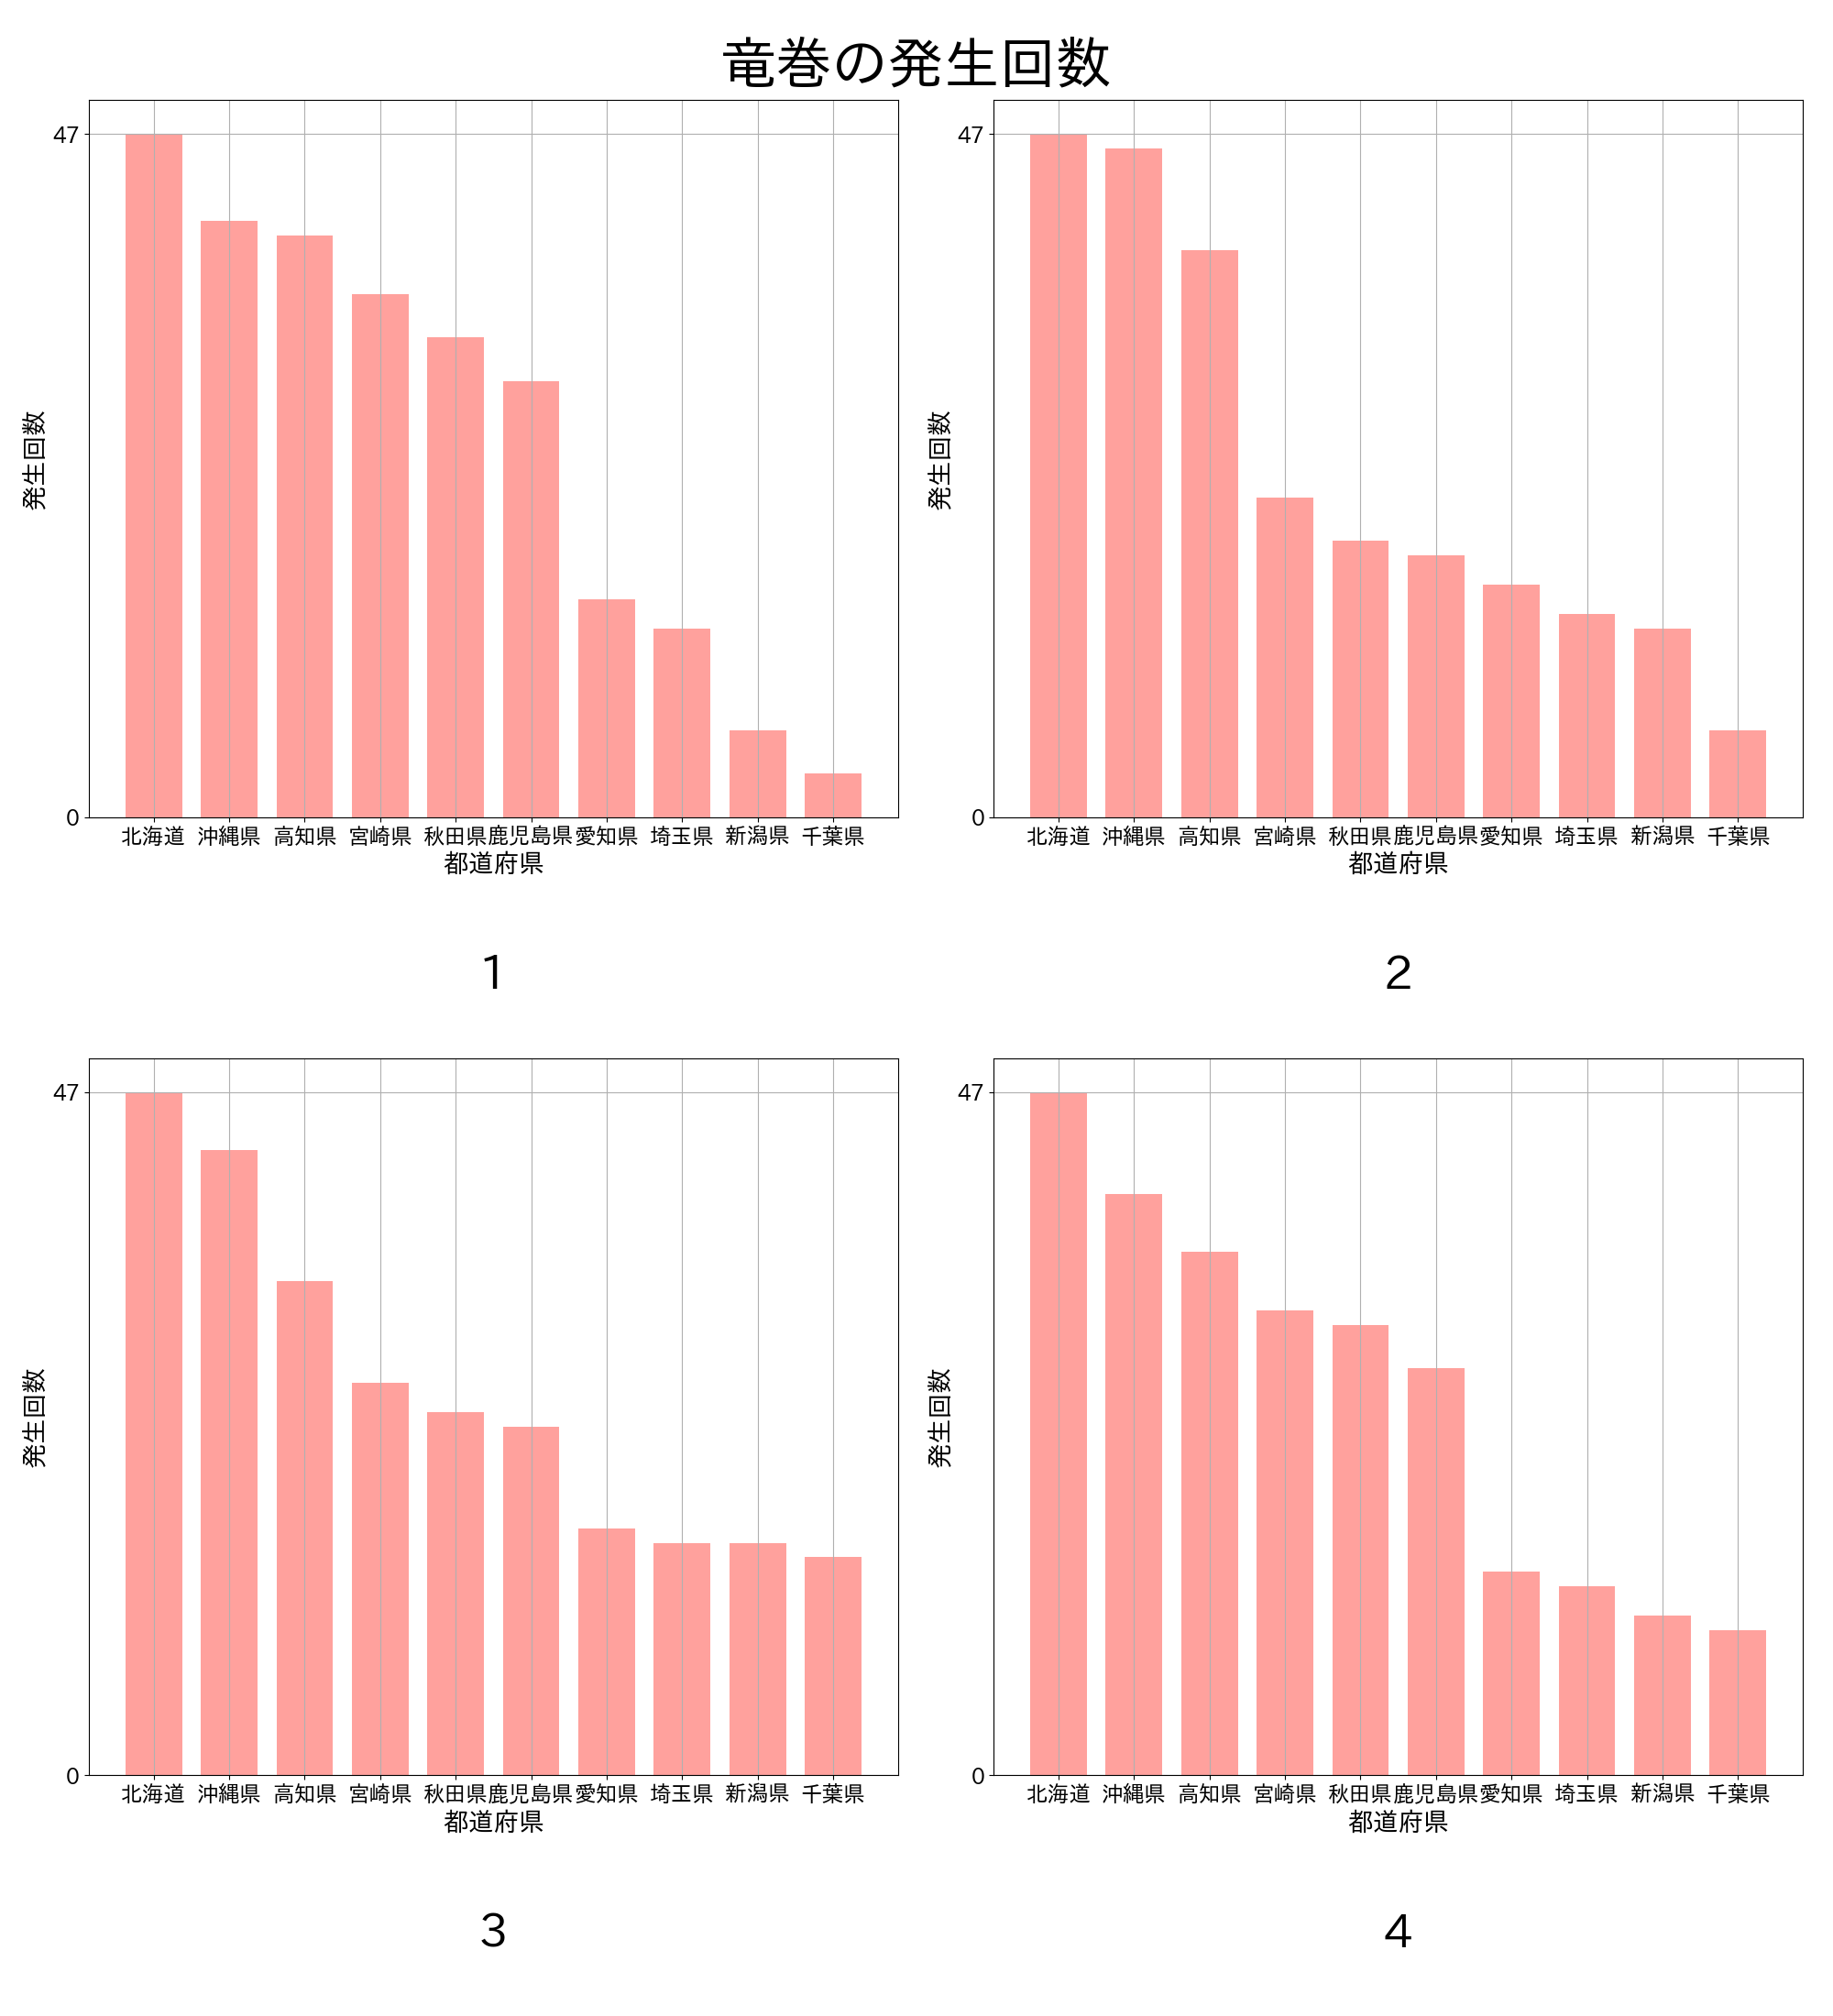 竜巻の発生回数
47
0
発生回数
北海道 沖縄県 高知県 宮崎県 秋田県 鹿児島県 愛知県 埼玉県 新潟県 千葉県
都道府県
1
47
0
発生回数
北海道 沖縄県 高知県 宮崎県 秋田県 鹿児島県 愛知県 埼玉県 新潟県 千葉県
都道府県
2
47
0
発生回数
北海道 沖縄県 高知県 宮崎県 秋田県 鹿児島県 愛知県 埼玉県 新潟県 千葉県
都道府県
3
47
0
発生回数
北海道 沖縄県 高知県 宮崎県 秋田県 鹿児島県 愛知県 埼玉県 新潟県 千葉県
都道府県
4